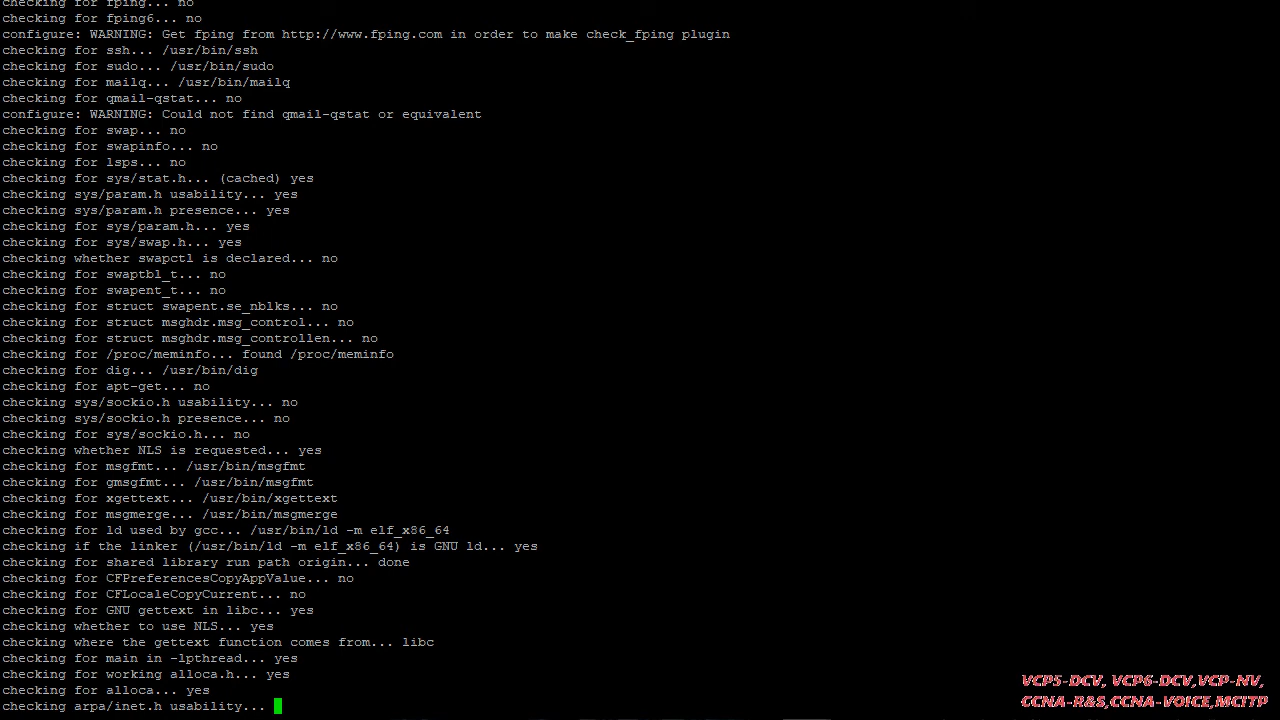 checking for fping... no
checking for fping6... no
configure: WARNING: Get fping from http://www.fping.com in order to make check_fping plugin
checking for ssh... /usr/bin/ssh
checking for sudo... /usr/bin/sudo
checking for mailq... /usr/bin/mailq
checking for qmail-qstat... no
configure: WARNING: Could not find qmail-qstat or equivalent
checking for swap... no
checking for swapinfo... no
checking for lsps... no
checking for sys/stat.h... (cached) yes
checking sys/param.h usability... yes
checking sys/param.h presence... yes
checking for sys/param.h... yes
checking for sys/swap.h... yes
checking whether swapctl is declared... no
checking for swaptbl_t... no
checking for swapent_t... no
checking for struct swapent.se_nblks... no
checking for struct msghdr.msg_control... no
checking for struct msghdr.msg_controllen... no
checking for /proc/meminfo... found /proc/meminfo
checking for dig... /usr/bin/dig
checking for apt-get... no
checking sys/sockio.h usability... no
checking sys/sockio.h presence... no
checking for sys/sockio.h... no
checking whether NLS is requested... yes
checking for msgfmt... /usr/bin/msgfmt
checking for gmsgfmt... /usr/bin/msgfmt
checking for xgettext... /usr/bin/xgettext
checking for msgmerge... /usr/bin/msgmerge
checking for ld used by gcc... /usr/bin/ld -m elf_x86_64
checking if the linker (/usr/bin/ld -m elf_x86_64) is GNU ld... yes
checking for shared library run path origin... done
checking for CFPreferencesCopyAppValue... no
checking for CFLocaleCopyCurrent... no
checking for GNU gettext in libc... yes
checking whether to use NLS... yes
checking where the gettext function comes from... libc
checking for main in -lpthread... yes
checking for working alloca.h... yes
checking for alloca... yes
checking arpa/inet.h usability...
VCP5-DCV, VCP6-DCV,VCP-NV,
CCNA-R&S,CCNA-VOICE,MCITP